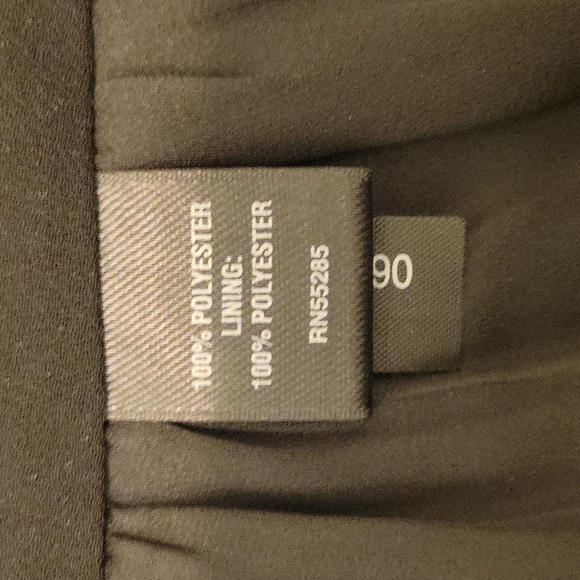 100% POLYESTER
LINING:
100% POLYESTER
RN55285
90